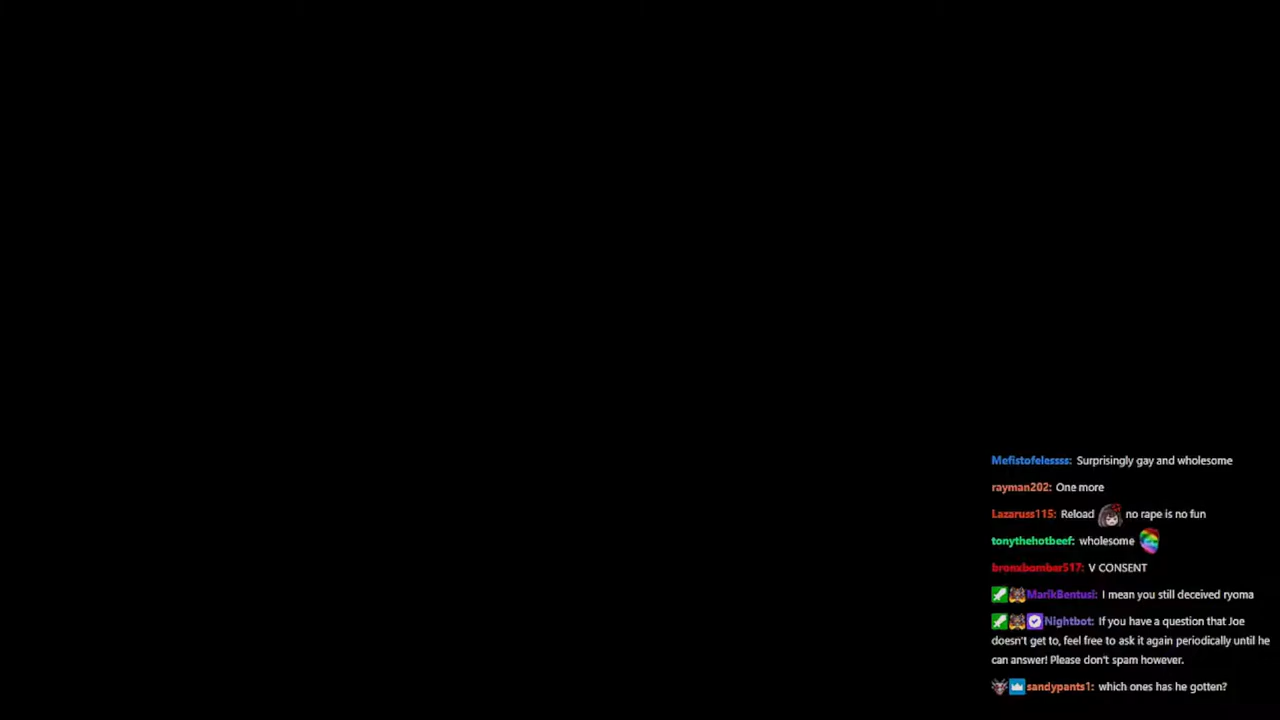 Mefistofelessss: Surprisingly gay and wholesome
rayman202: One more
Lazaruss115: Reload no rape is no fun
tonythehotbeef: wholesome
bronxbomber517: V CONSENT
MarikBentusi: I mean you still deceived ryoma
Nightbot: If you have a question that Joe
doesn't get to, feel free to ask it again periodically until he
can answer! Please don't spam however.
sandypants1: which ones has he gotten?